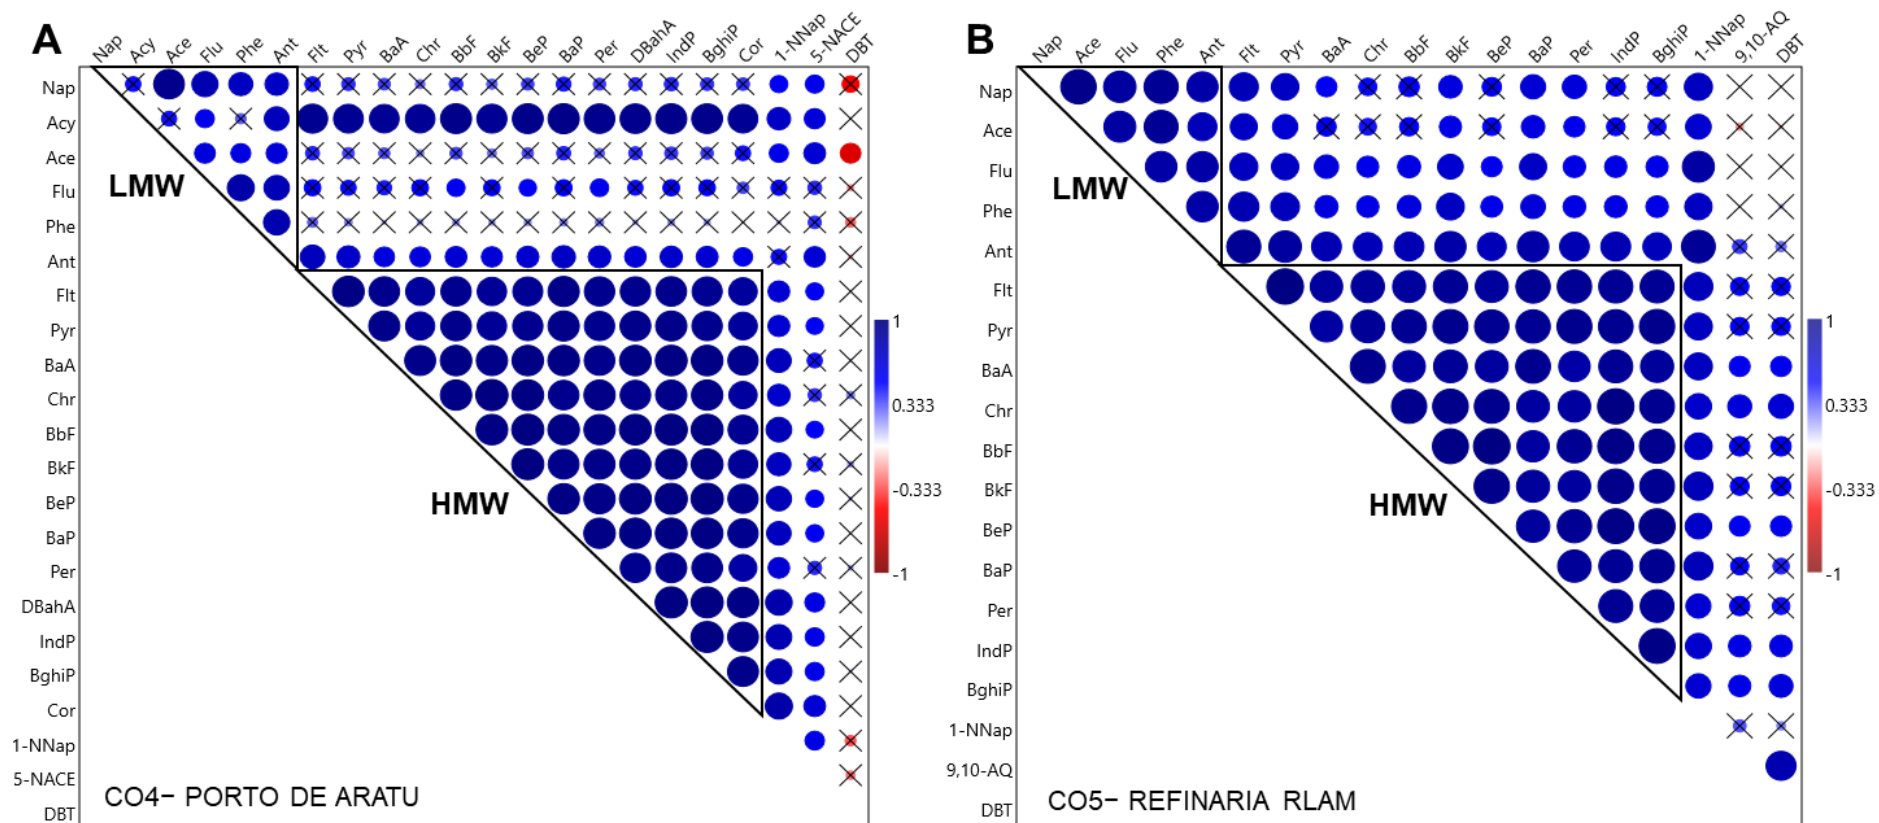 A
Nap Acy Ace Flu Phe Ant Flt Pyr BaA Chr BbF BkF BeP BaP Per DBahA IndP BghiP Cor 1-NNap 5-NACE DBT
Nap
Acy
Ace
Flu
Phe
Ant
Flt
Pyr
BaA
Chr
BbF
BkF
BeP
BaP
Per
DBahA
IndP
BghiP
Cor
1-NNap
5-NACE
DBT
LMW
HMW
1
0.333
-0.333
-1
CO4− PORTO DE ARATU
B
Nap Ace Flu Phe Ant Flt Pyr BaA Chr BbF BkF BeP BaP Per IndP BghiP 1-NNap 9,10-AQ DBT
Nap
Ace
Flu
Phe
Ant
Flt
Pyr
BaA
Chr
BbF
BkF
BeP
BaP
Per
IndP
BghiP
1-NNap
9,10-AQ
DBT
LMW
HMW
1
0.333
-0.333
-1
CO5− REFINARIA RLAM